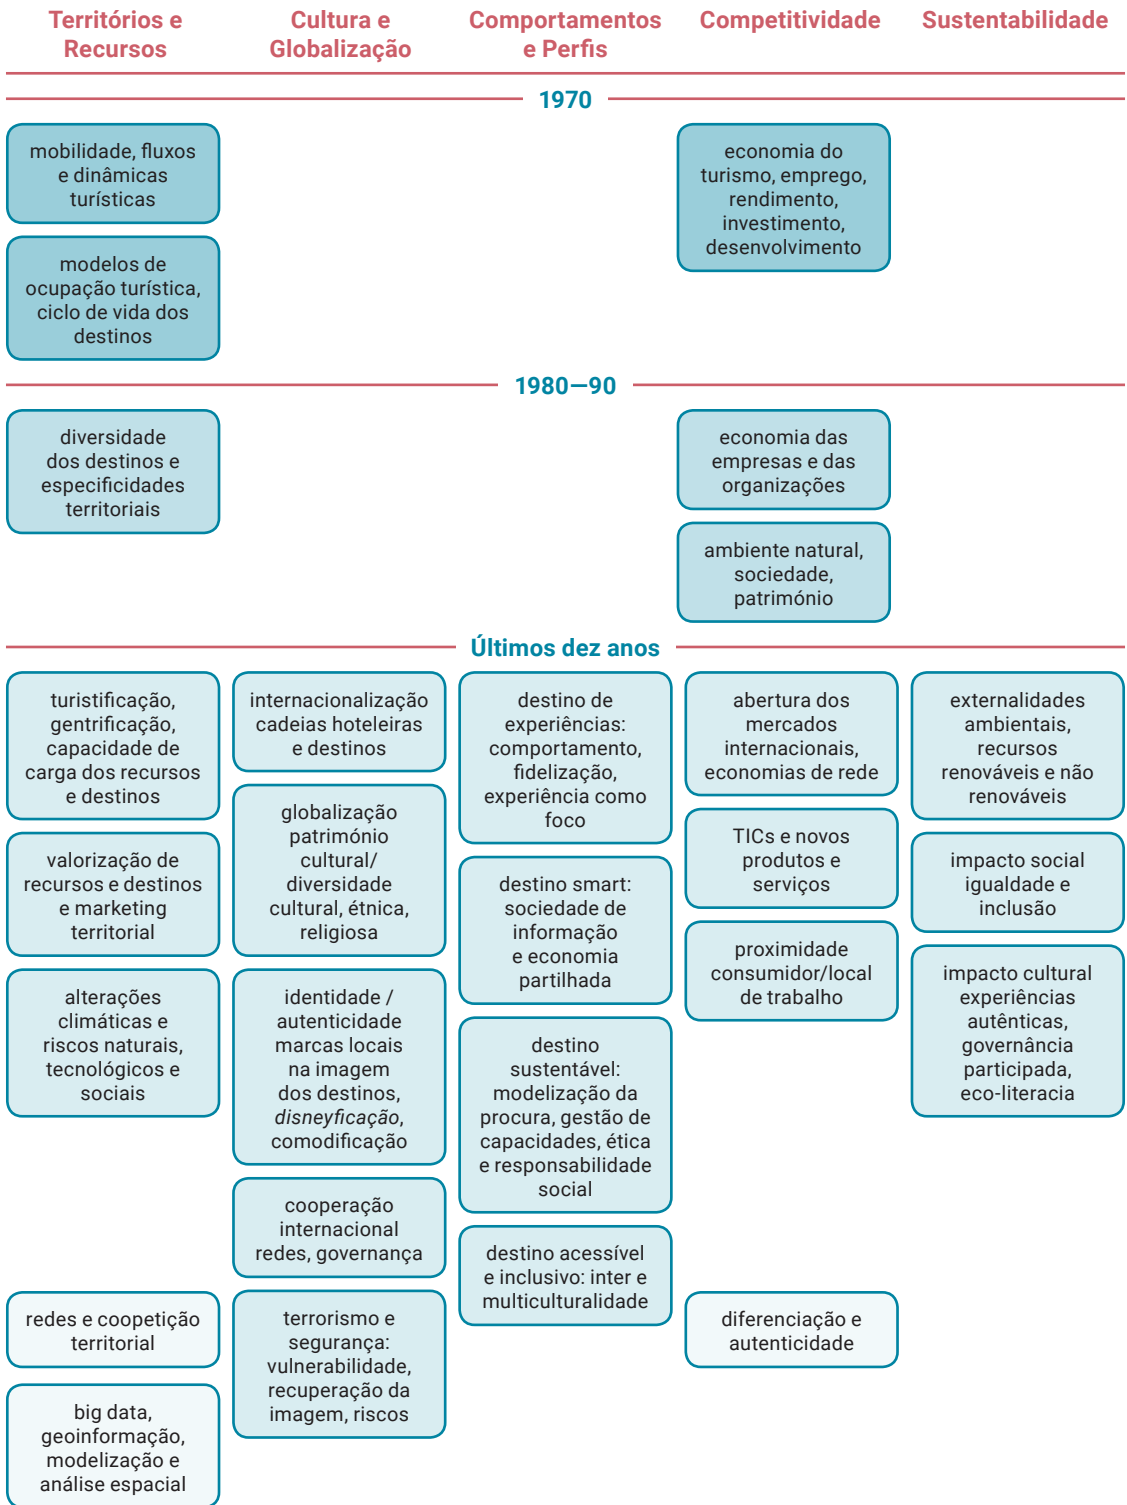 Territórios e
Recursos
Cultura e
Globalização
Comportamentos
e Perfis
Competitividade
Sustentabilidade
1970
mobilidade, fluxos
e dinâmicas
turísticas
modelos de
ocupação turística,
ciclo de vida dos
destinos
economia do
turismo, emprego,
rendimento,
investimento,
desenvolvimento
1980—90
diversidade
dos destinos e
especificidades
territoriais
economia das
empresas e das
organizações
ambiente natural,
sociedade,
património
Últimos dez anos
turistificação,
gentrificação,
capacidade de
carga dos recursos
e destinos
valorização de
recursos e destinos
e marketing
territorial
alterações
climáticas e
riscos naturais,
tecnológicos e
sociais
redes e coopetição
territorial
big data,
geoinformação,
modelização e
análise espacial
internacionalização
cadeias hoteleiras
e destinos
globalização
património
cultural/
diversidade
cultural, étnica,
religiosa
identidade /
autenticidade
marcas locais
na imagem
dos destinos,
disneyficação,
comodificação
cooperação
internacional
redes, governança
terrorismo e
segurança:
vulnerabilidade,
recuperação da
imagem, riscos
destino de
experiências:
comportamento,
fidelização,
experiência como
foco
destino smart:
sociedade de
informação
e economia
partilhada
destino
sustentável:
modelização da
procura, gestão de
capacidades, ética
e responsabilidade
social
destino acessível
e inclusivo: inter e
multiculturalidade
abertura dos
mercados
internacionais,
economias de rede
TICs e novos
produtos e
serviços
proximidade
consumidor/local
de trabalho
diferenciação e
autenticidade
externalidades
ambientais,
recursos
renováveis e não
renováveis
impacto social
igualdade e
inclusão
impacto cultural
experiências
autênticas,
governância
participada,
eco-literacia